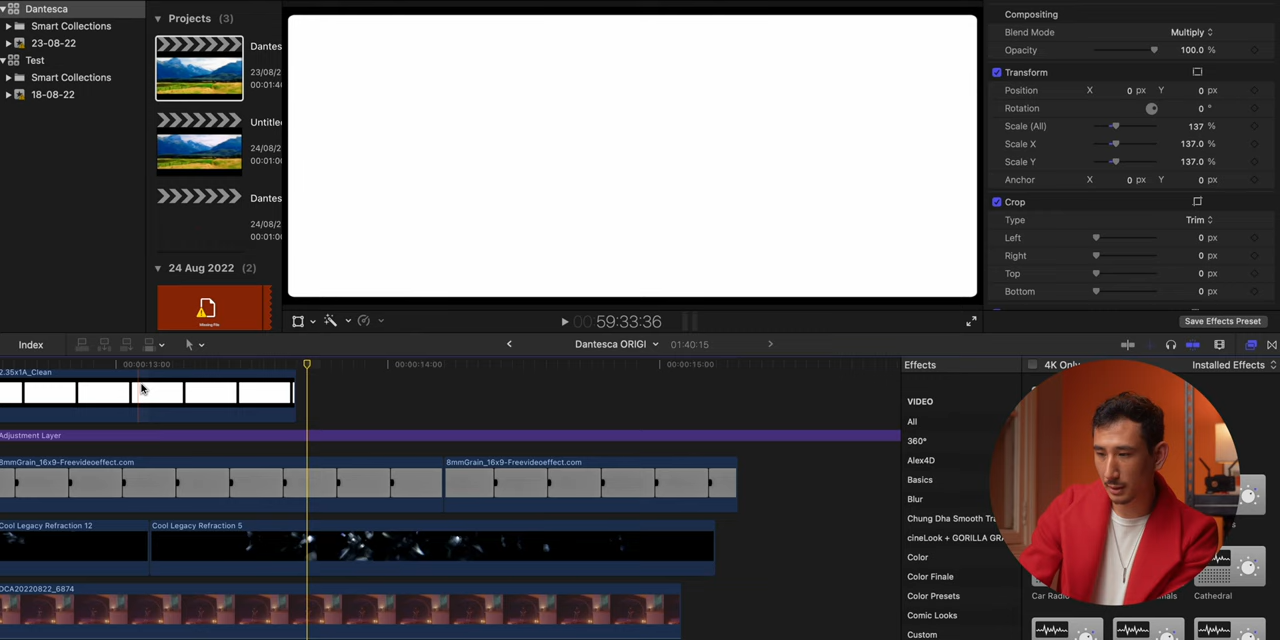 Dantesca
Smart Collections
23-08-22
Test
Smart Collections
18-08-22
Projects (3)
Dantes
23/08/2
00:01:4
Untitle
24/08/2
00:01:
Dantes
24/08/2
00:01:0
24 Aug 2022 (2)
Missing File
Compositing
Blend Mode Multiply
Opacity 100.0 %
Transform
Position X 0 px Y 0 px
Rotation 0 °
Scale (All) 137 %
Scale X 137.0 %
Scale Y 137.0 %
Anchor X 0 px Y 0 px
Crop
Type Trim
Left 0 px
Right 0 px
Top 0 px
Bottom 0 px
Save Effects Preset
00 59:33:36
Index
Dantesca ORIGI
01:40:15
00:00:13:00 00:00:14:00 00:00:15:00
2.35x1A_Clean
Adjustment Layer
8mmGrain_16x9-Freevideoeffect.com 8mmGrain_16x9-Freevideoeffect.com
Cool Legacy Refraction 12 Cool Legacy Refraction 5
OCA20220822_6874
Effects 4K Only Installed Effects
VIDEO
All
360°
Alex4D
Basics
Blur
Chung Dha Smooth Tra
cineLook + GORILLA GRA
Color
Color Finale
Color Presets
Comic Looks
Custom
Car Radio
Cathedral